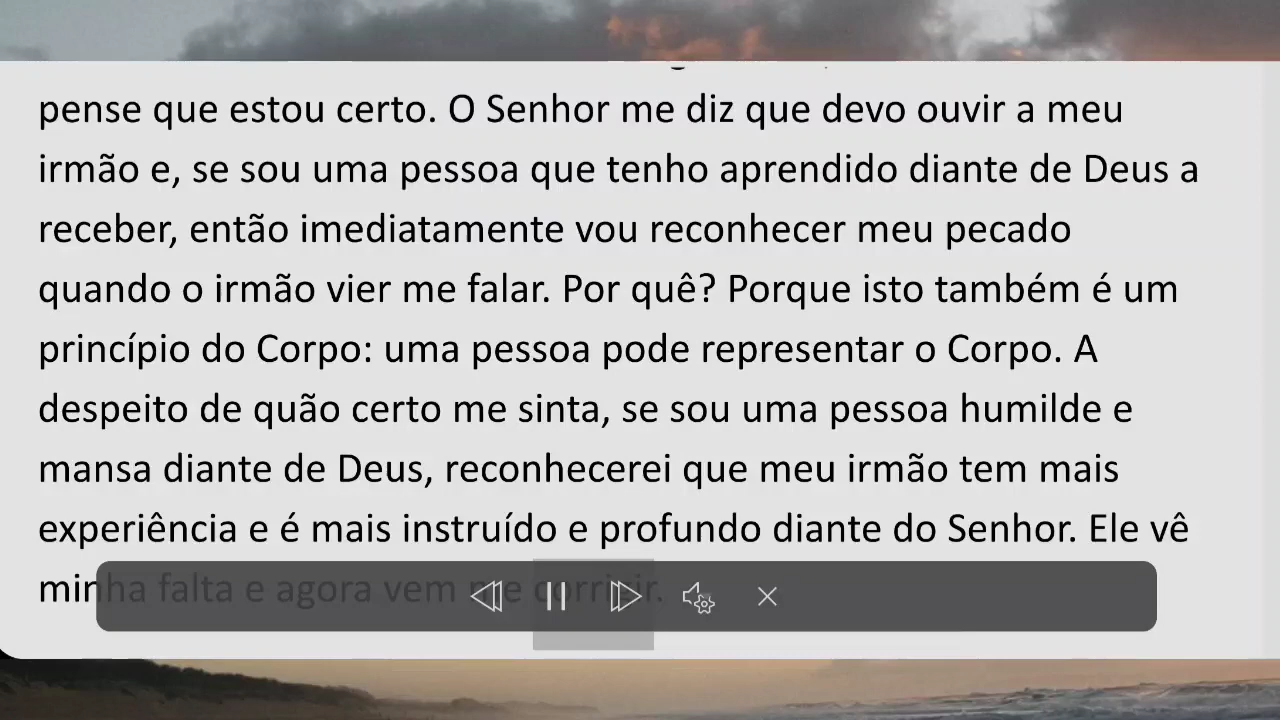 pense que estou certo. O Senhor me diz que devo ouvir a meu
irmão e, se sou uma pessoa que tenho aprendido diante de Deus a
receber, então imediatamente vou reconhecer meu pecado
quando o irmão vier me falar. Por quê? Porque isto também é um
princípio do Corpo: uma pessoa pode representar o Corpo. A
despeito de quão certo me sinta, se sou uma pessoa humilde e
mansa diante de Deus, reconhecerei que meu irmão tem mais
experiência e é mais instruído e profundo diante do Senhor. Ele vê
minha falta e agora vem me corrigir.